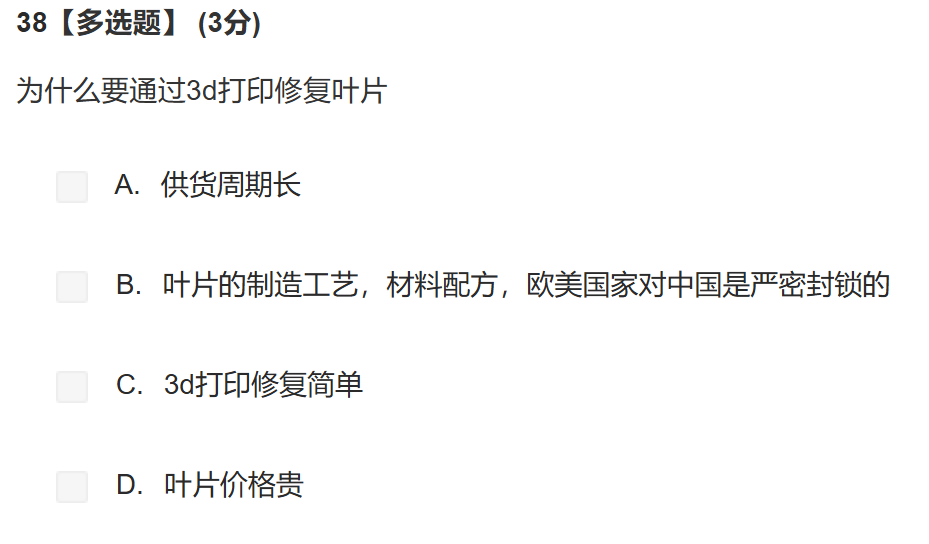 38【多选题】 (3分)
为什么要通过3d打印修复叶片
A. 供货周期长
B. 叶片的制造工艺，材料配方，欧美国家对中国是严密封锁的
C. 3d打印修复简单
D. 叶片价格贵